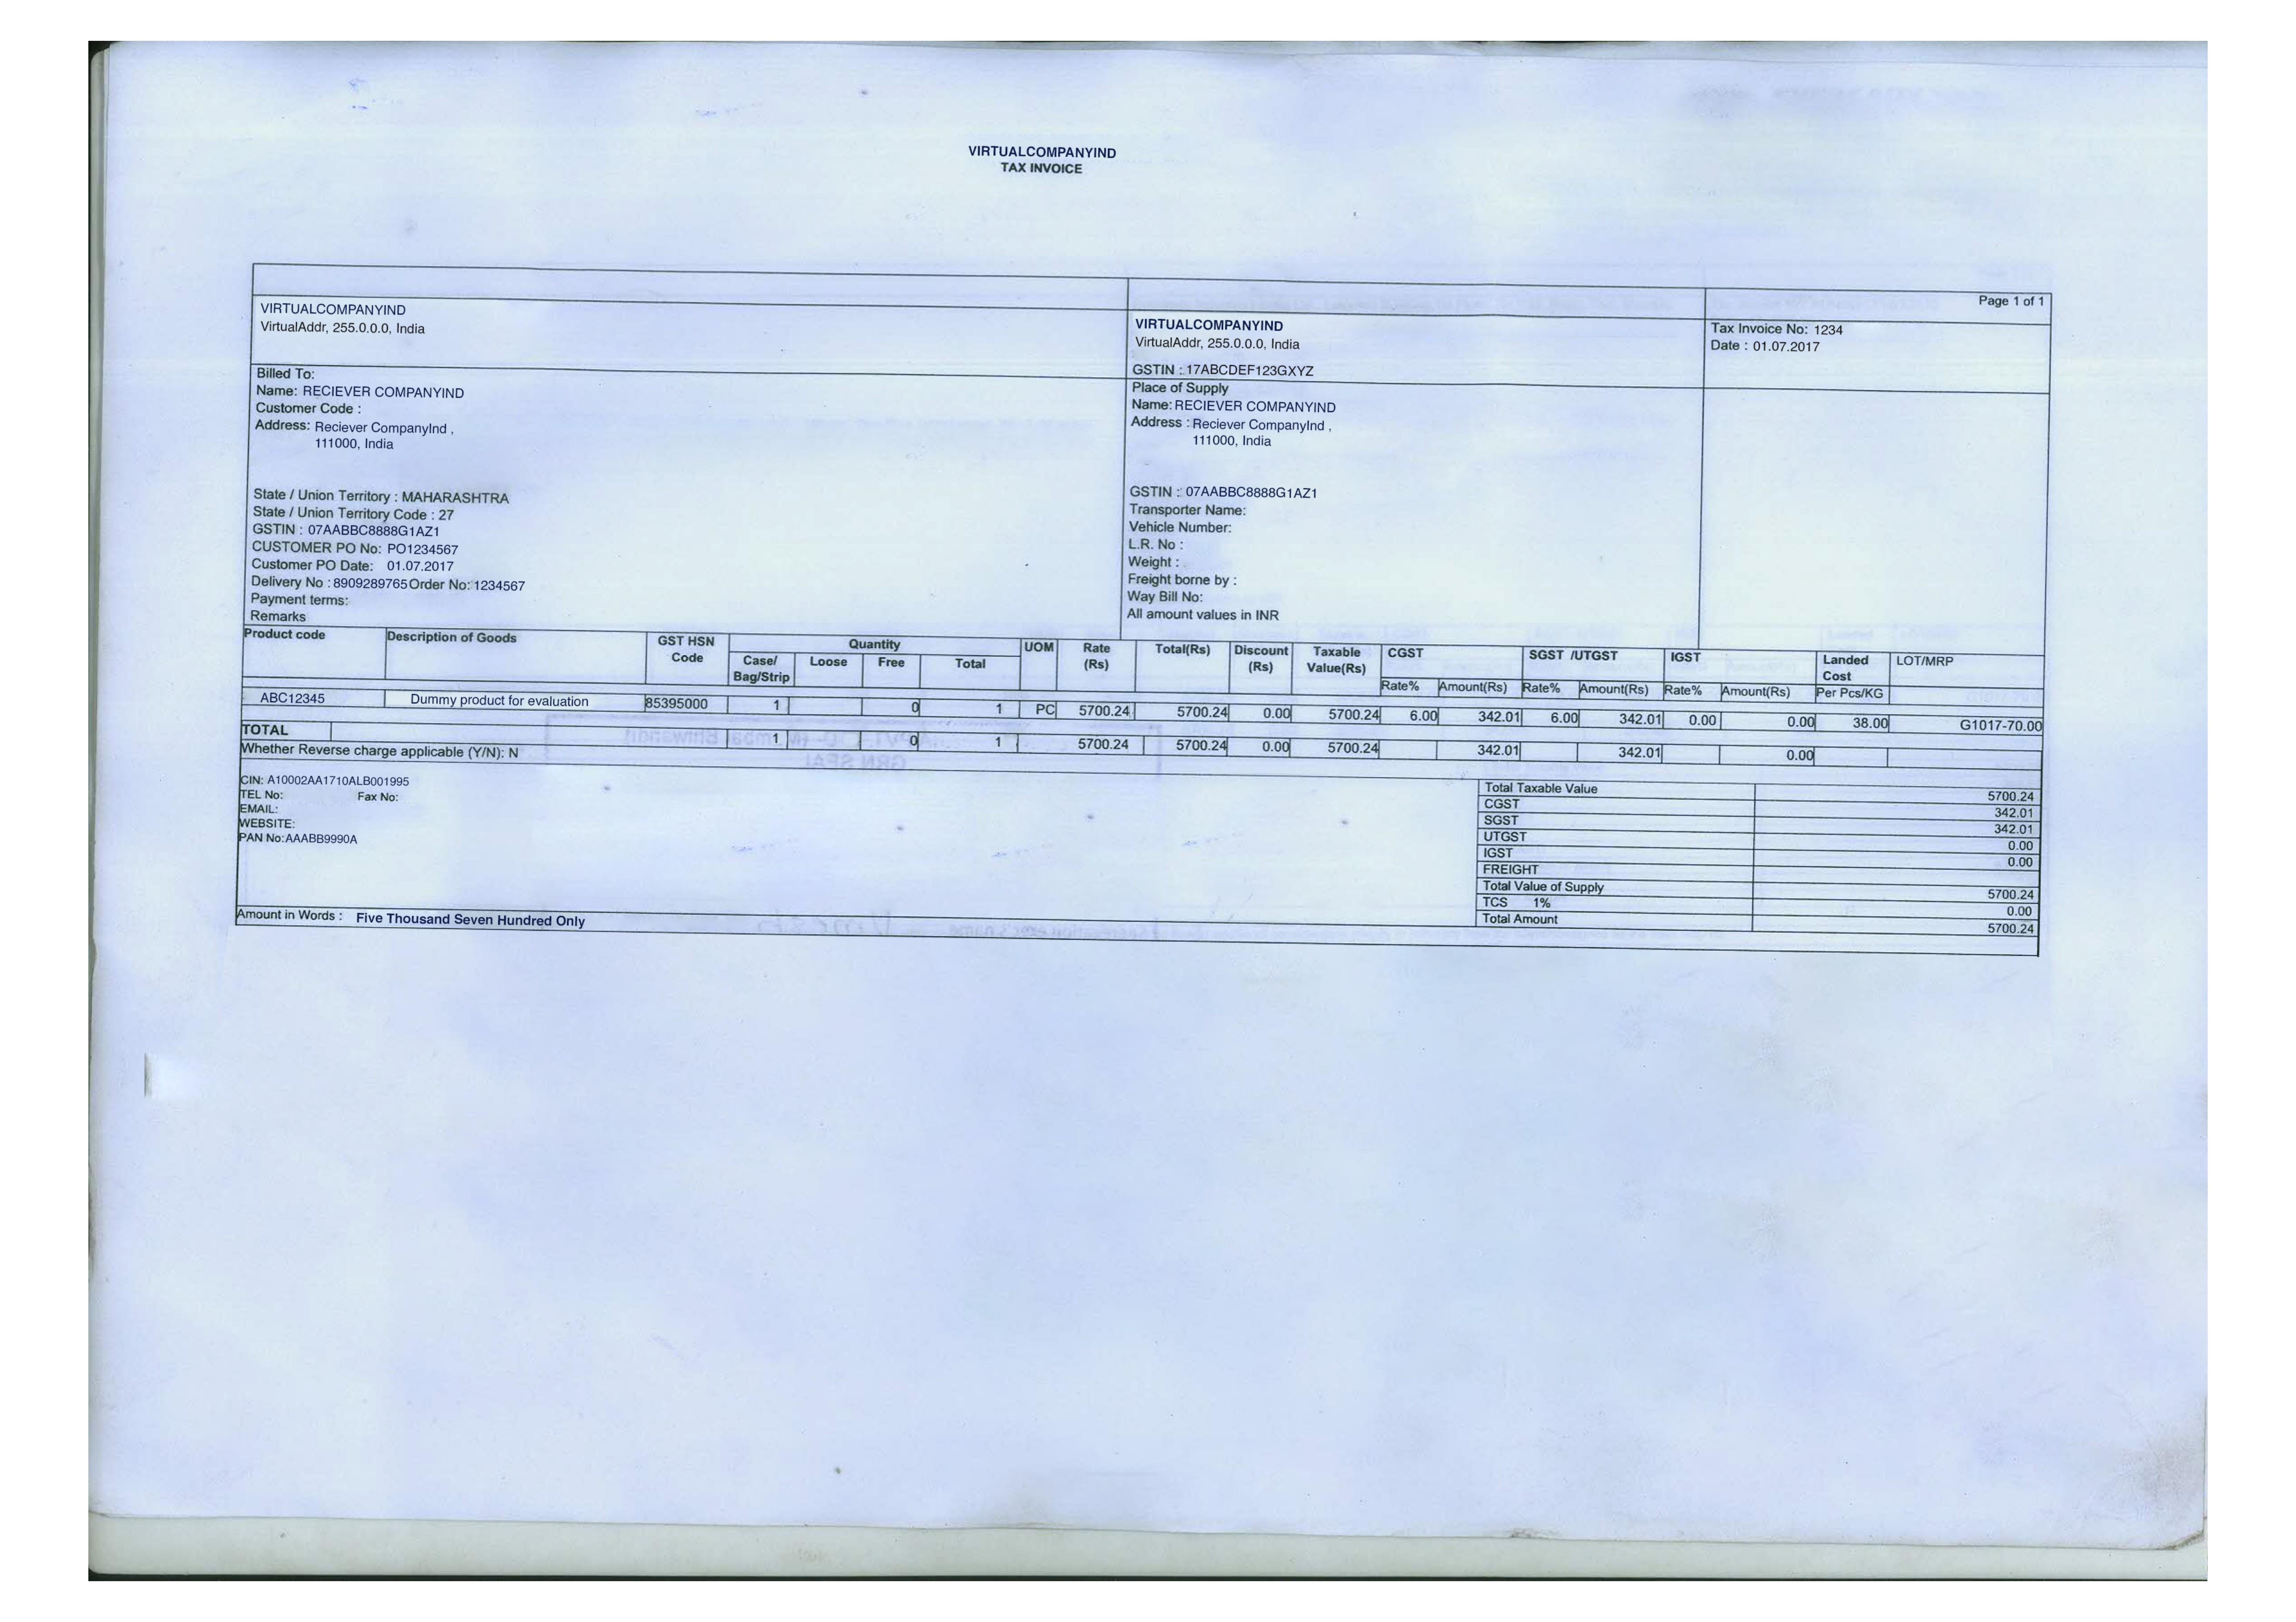 VIRTUALCOMPANYIND
TAX INVOICE
Page 1 of 1
VIRTUALCOMPANYIND
VirtualAddr, 255.0.0.0, India
VIRTUALCOMPANYIND
VirtualAddr, 255.0.0.0, India
GSTIN : 17ABCDEF123GXYZ
Tax Invoice No: 1234
Date : 01.07.2017
Billed To:
Name: RECIEVER COMPANYIND
Customer Code :
Address: Reciever CompanyInd ,
111000, India
State / Union Territory : MAHARASHTRA
State / Union Territory Code : 27
GSTIN : 07AABBC8888G1AZ1
CUSTOMER PO No: PO1234567
Customer PO Date: 01.07.2017
Delivery No : 8909289765 Order No: 1234567
Payment terms:
Remarks
Place of Supply
Name: RECIEVER COMPANYIND
Address : Reciever CompanyInd ,
111000, India
GSTIN : 07AABBC8888G1AZ1
Transporter Name:
Vehicle Number:
L.R. No :
Weight :
Freight borne by :
Way Bill No:
All amount values in INR
Product code Description of Goods GST HSN Code Quantity UOM Rate (Rs) Total(Rs) Discount (Rs) Taxable Value(Rs) CGST SGST /UTGST IGST Landed Cost LOT/MRP
Case/ Bag/Strip Loose Free Total Rate% Amount(Rs) Rate% Amount(Rs) Rate% Amount(Rs) Per Pcs/KG
ABC12345 Dummy product for evaluation 85395000 1 0 1 PC 5700.24 5700.24 0.00 5700.24 6.00 342.01 6.00 342.01 0.00 0.00 38.00 G1017-70.00
TOTAL 1 0 1 5700.24 5700.24 0.00 5700.24 342.01 342.01 0.00
Whether Reverse charge applicable (Y/N): N
CIN: A10002AA1710ALB001995
TEL No: Fax No:
EMAIL:
WEBSITE:
PAN No:AAABB9990A
Total Taxable Value 5700.24
CGST 342.01
SGST 342.01
UTGST 0.00
IGST 0.00
FREIGHT
Total Value of Supply 5700.24
TCS 1% 0.00
Total Amount 5700.24
Amount in Words : Five Thousand Seven Hundred Only